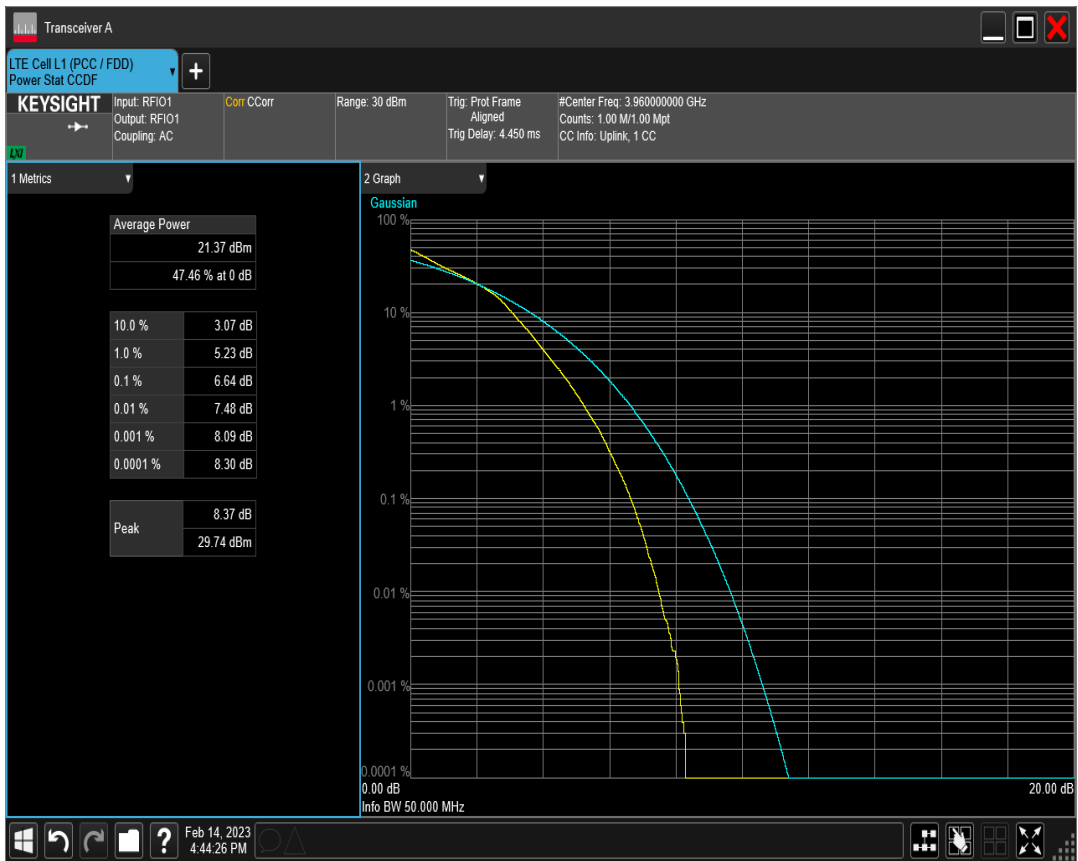 Transceiver A
LTE Cell L1 (PCC / FDD)
Power Stat CCDF
+
KEYSIGHT
LXI
Input: RFIO1
Output: RFIO1
Coupling: AC
Corr CCorr
Range: 30 dBm
Trig: Prot Frame
Aligned
Trig Delay: 4.450 ms
#Center Freq: 3.960000000 GHz
Counts: 1.00 M/1.00 Mpt
CC Info: Uplink, 1 CC
1 Metrics
Average Power
21.37 dBm
47.46 % at 0 dB
10.0 % 3.07 dB
1.0 % 5.23 dB
0.1 % 6.64 dB
0.01 % 7.48 dB
0.001 % 8.09 dB
0.0001 % 8.30 dB
Peak 8.37 dB
29.74 dBm
2 Graph
Gaussian
100 %
10 %
1 %
0.1 %
0.01 %
0.001 %
0.0001 %
0.00 dB 20.00 dB
Info BW 50.000 MHz
?
Feb 14, 2023
4:44:26 PM